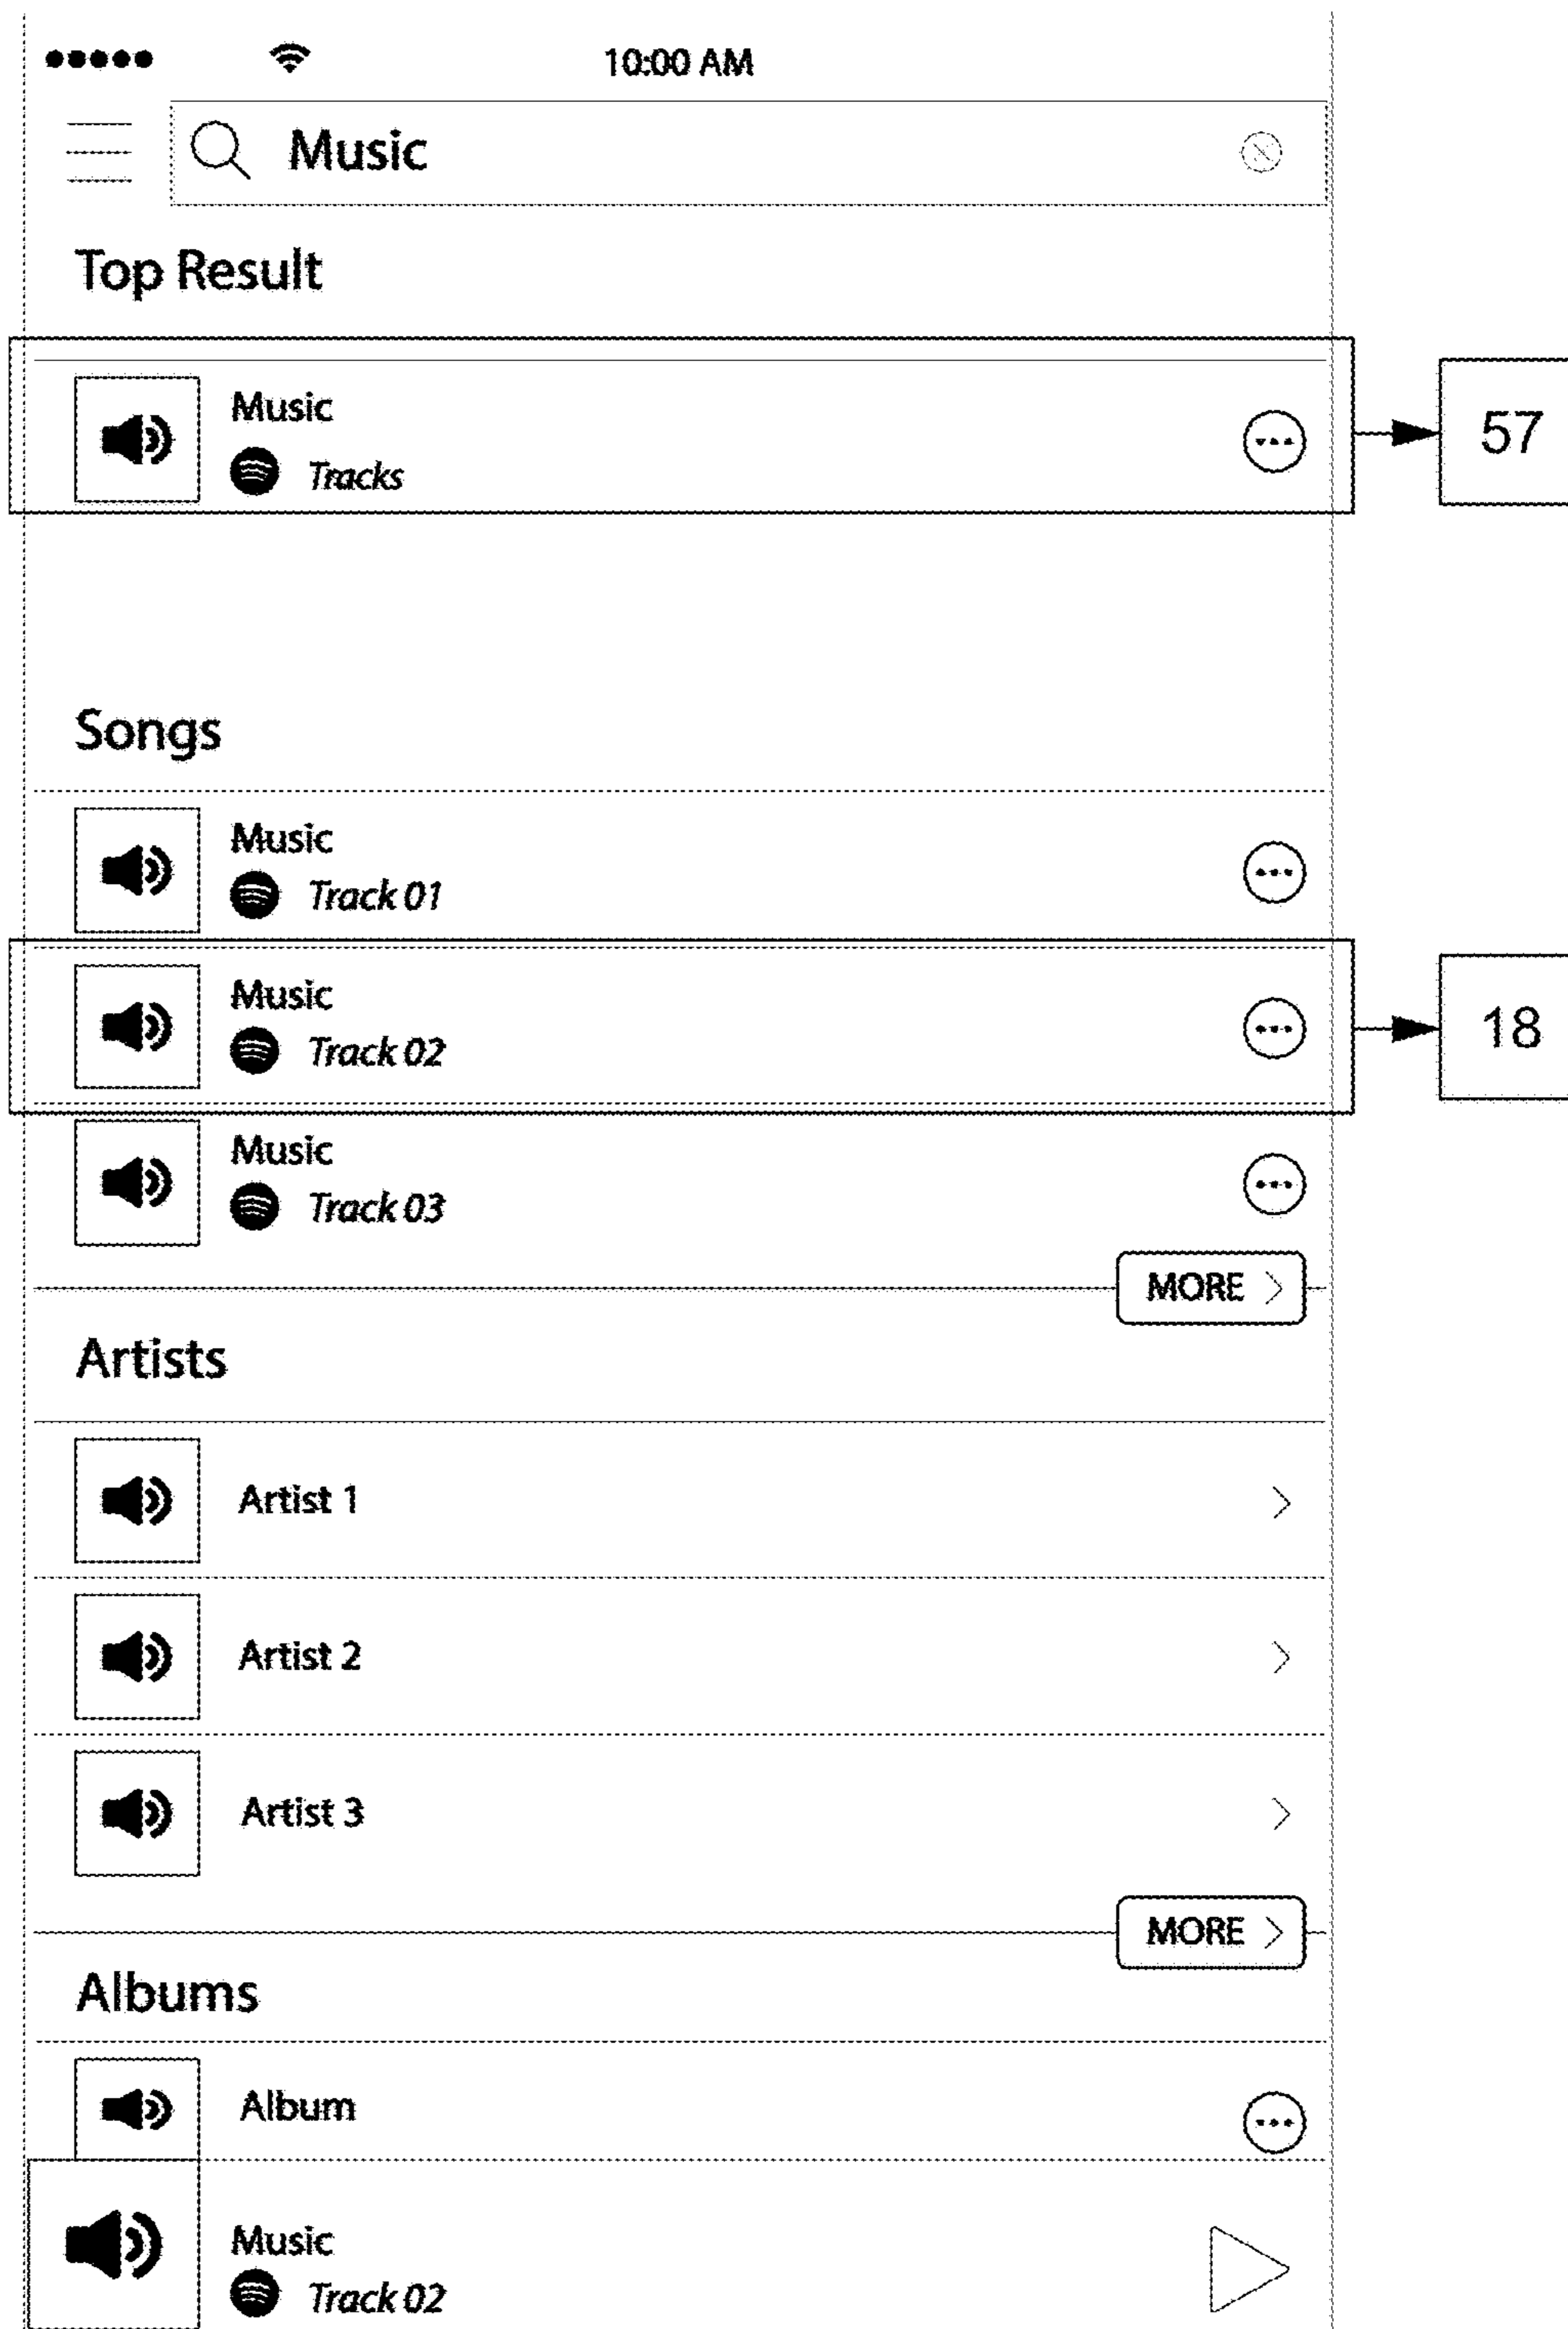 10:00 AM
Music
Top Result
Music
Tracks
57
Songs
Music
Track 01
Music
Track 02
18
Music
Track 03
MORE
Artists
Artist 1
Artist 2
Artist 3
MORE
Albums
Album
Music
Track 02